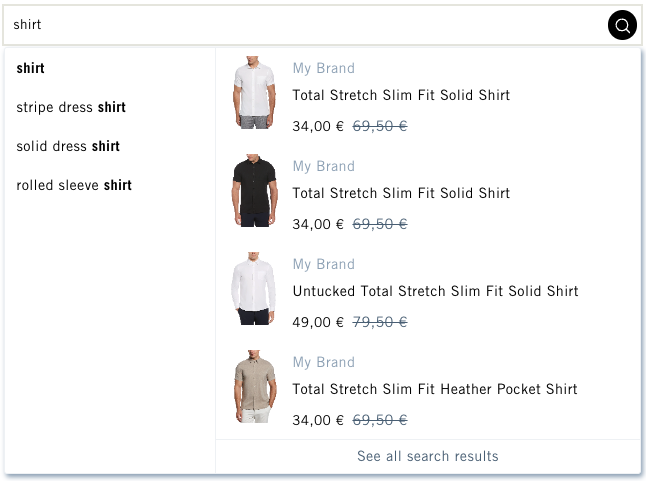 shirt
shirt
stripe dress shirt
solid dress shirt
rolled sleeve shirt
My Brand
Total Stretch Slim Fit Solid Shirt
34,00 € 69,50 €
My Brand
Total Stretch Slim Fit Solid Shirt
34,00 € 69,50 €
My Brand
Untucked Total Stretch Slim Fit Solid Shirt
49,00 € 79,50 €
My Brand
Total Stretch Slim Fit Heather Pocket Shirt
34,00 € 69,50 €
See all search results